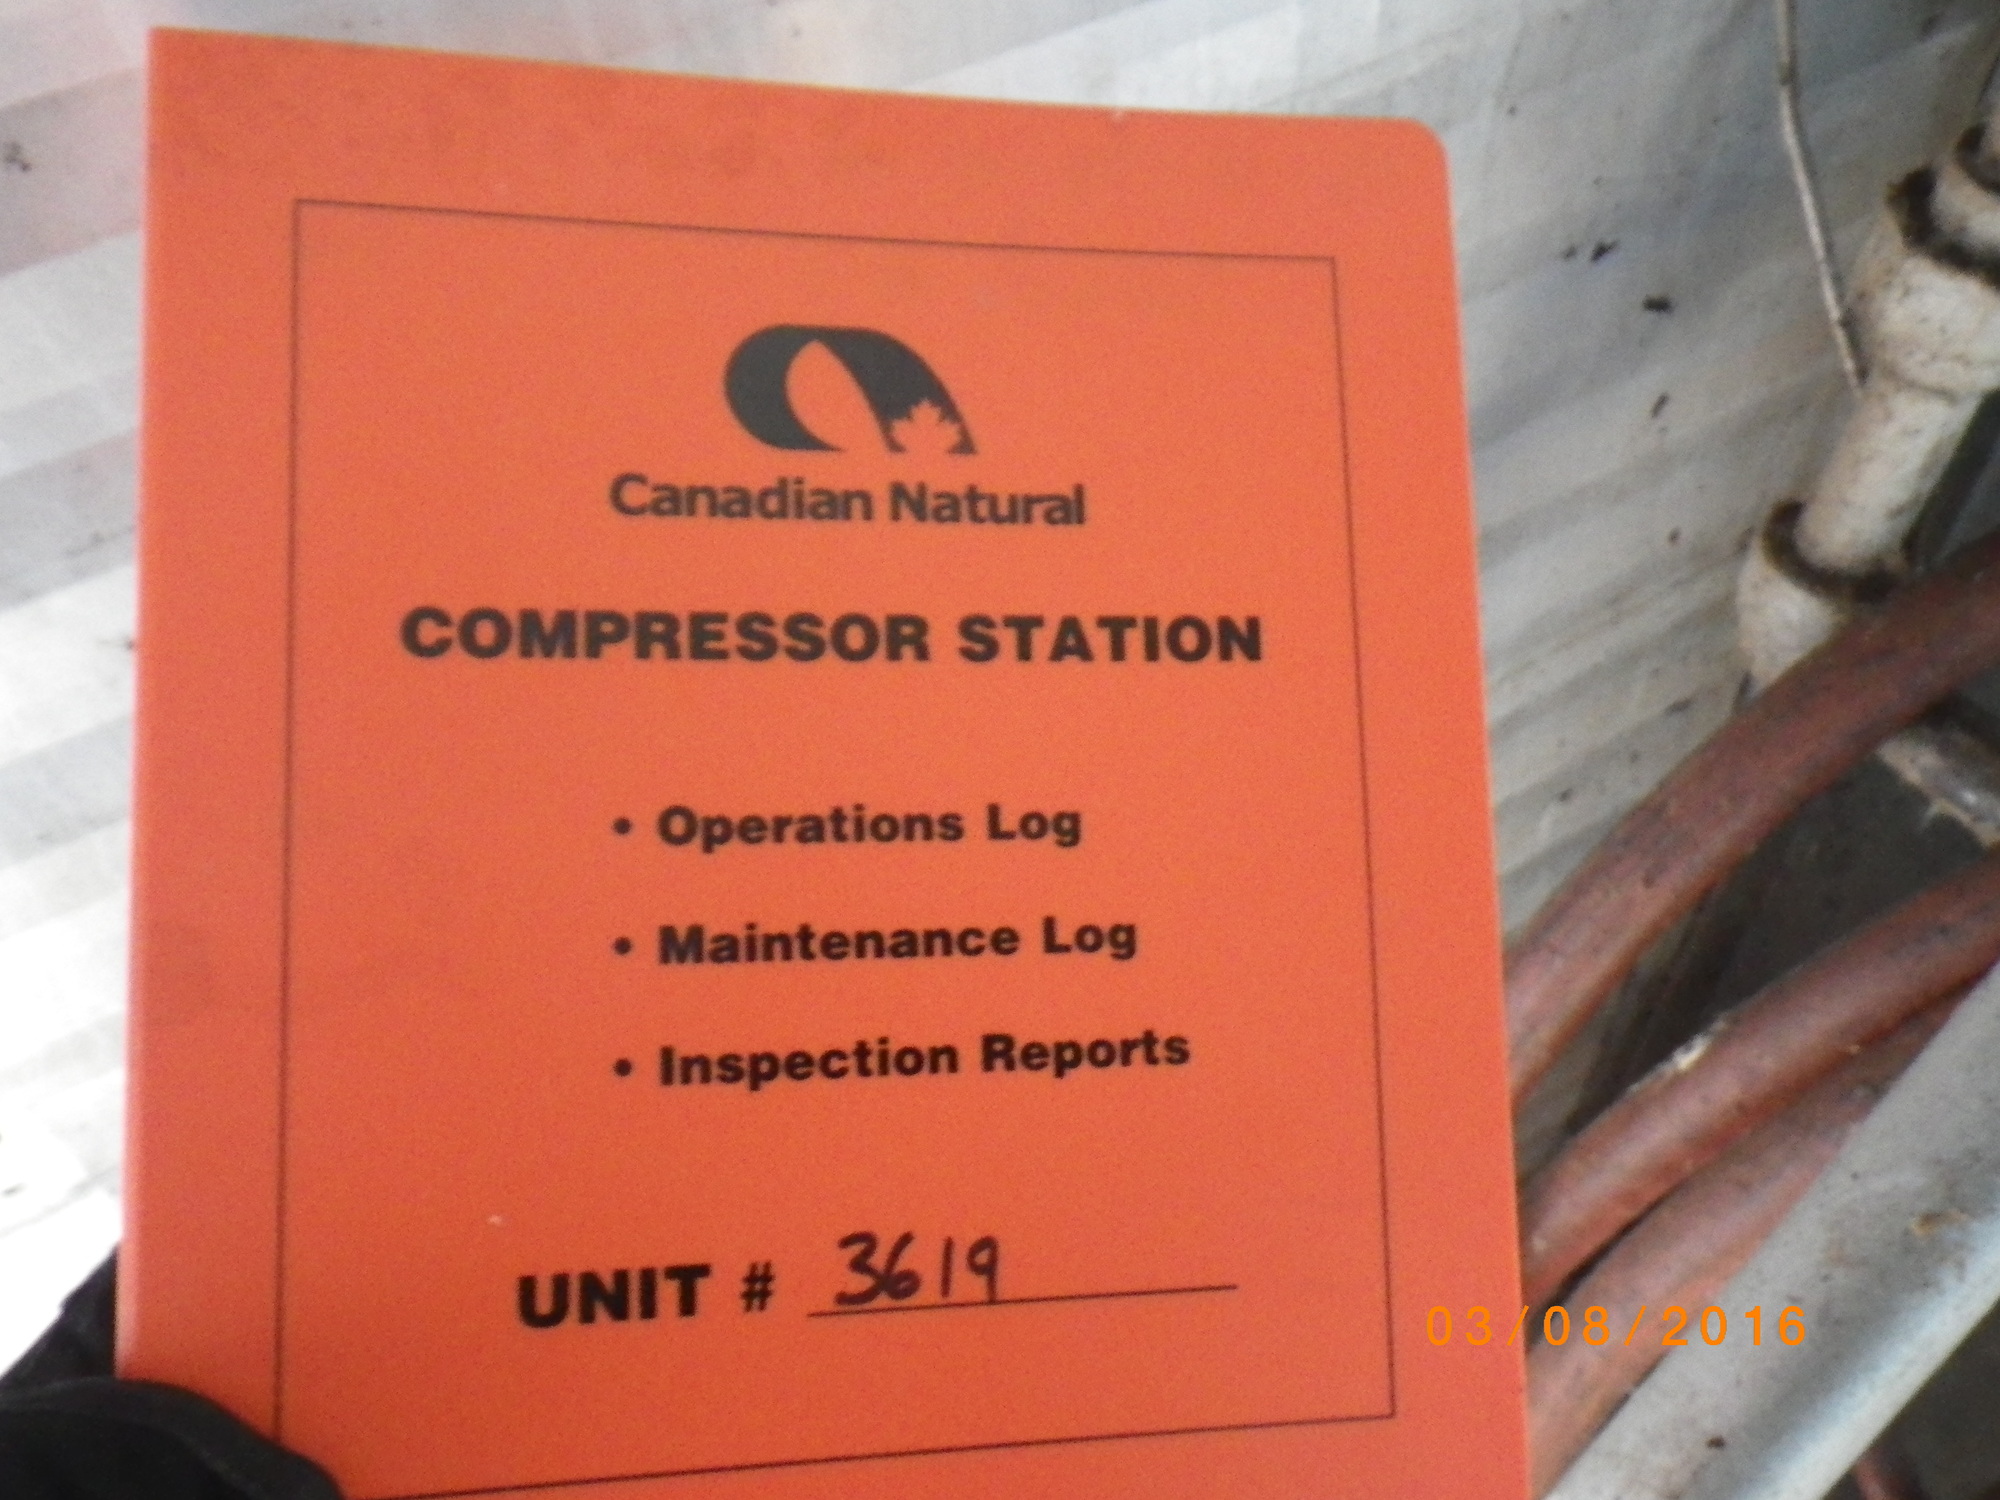 Canadian Natural
COMPRESSOR STATION
• Operations Log
• Maintenance Log
• Inspection Reports
UNIT # 3619
03/08/2016